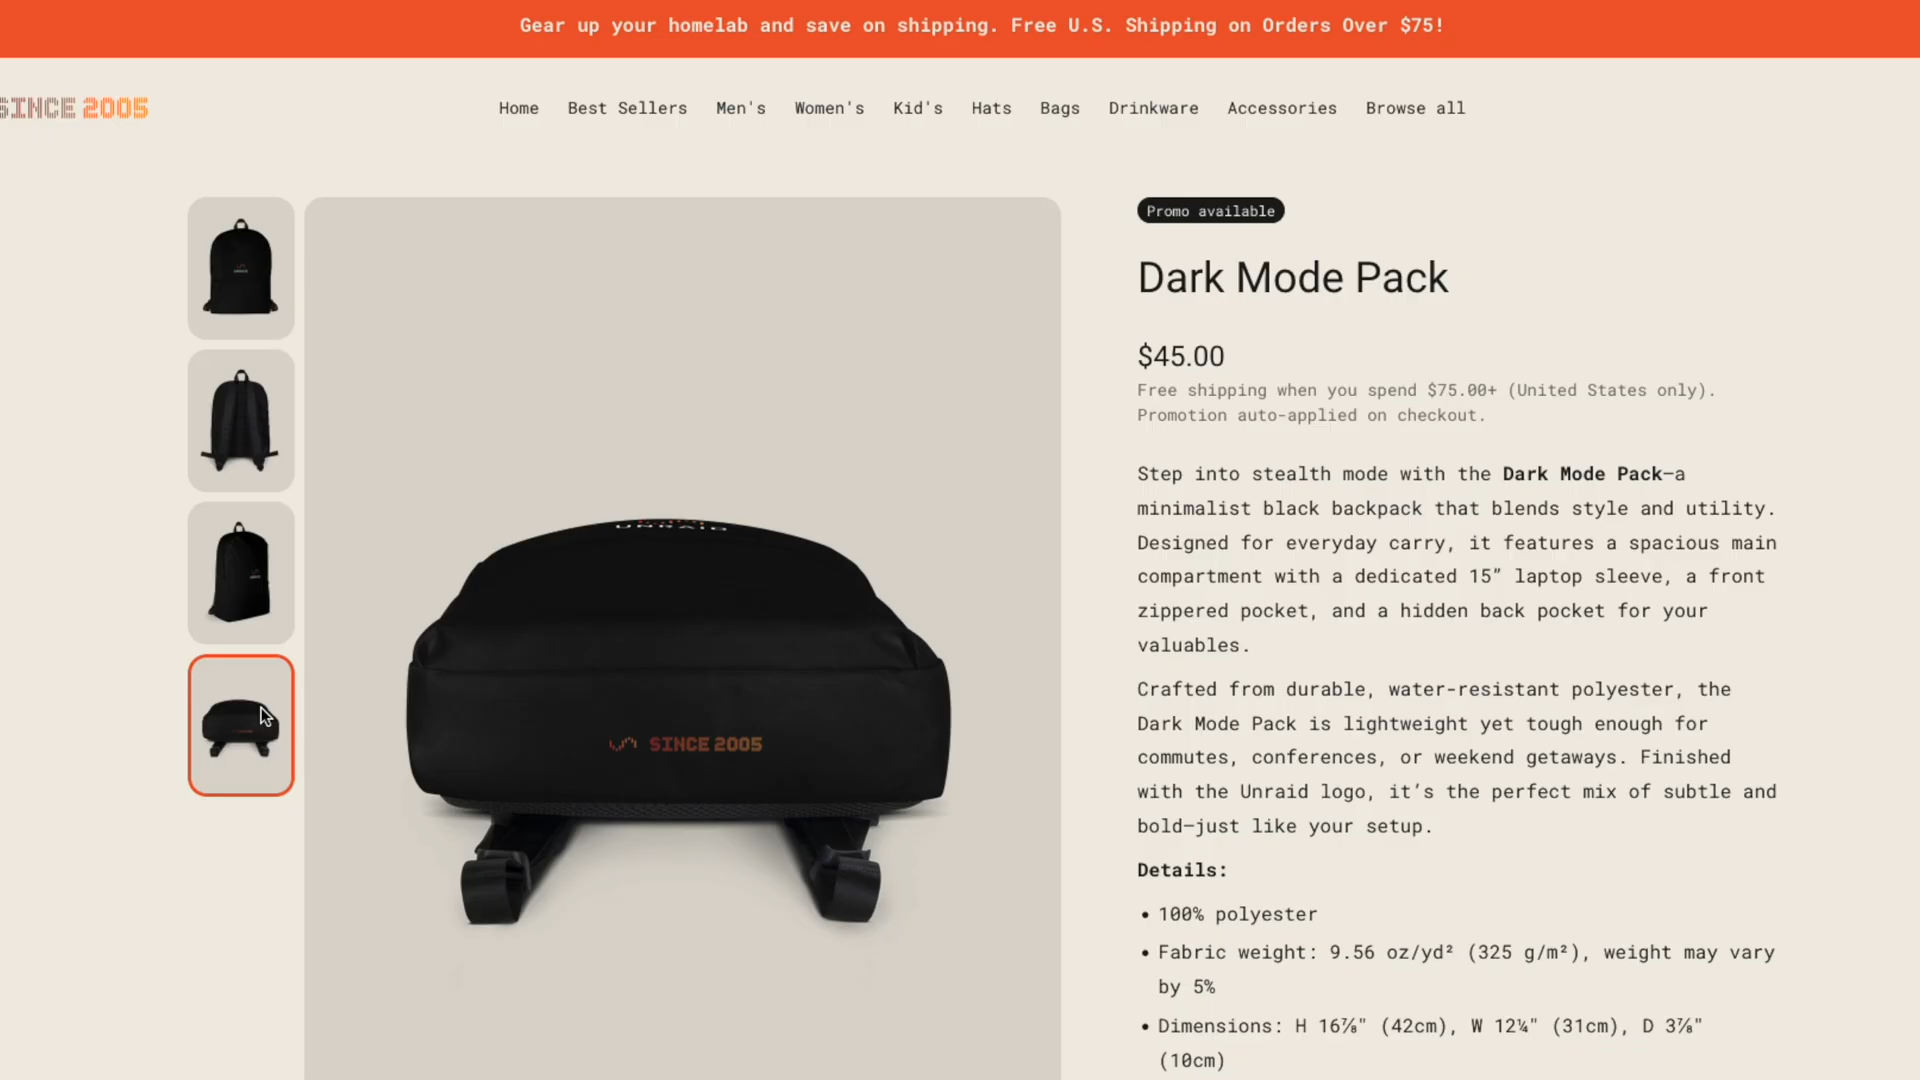 Gear up your homelab and save on shipping. Free U.S. Shipping on Orders Over $75!
SINCE 2005
Home Best Sellers Men's Women's Kid's Hats Bags Drinkware Accessories Browse all
Promo available
Dark Mode Pack
$45.00
Free shipping when you spend $75.00+ (United States only).
Promotion auto-applied on checkout.
Step into stealth mode with the Dark Mode Pack—a
minimalist black backpack that blends style and utility.
Designed for everyday carry, it features a spacious main
compartment with a dedicated 15” laptop sleeve, a front
zippered pocket, and a hidden back pocket for your
valuables.
Crafted from durable, water-resistant polyester, the
Dark Mode Pack is lightweight yet tough enough for
commutes, conferences, or weekend getaways. Finished
with the Unraid logo, it’s the perfect mix of subtle and
bold—just like your setup.
Details:
• 100% polyester
• Fabric weight: 9.56 oz/yd² (325 g/m²), weight may vary
by 5%
• Dimensions: H 16⅞" (42cm), W 12¼" (31cm), D 3⅞"
(10cm)
UNRAID
SINCE 2005